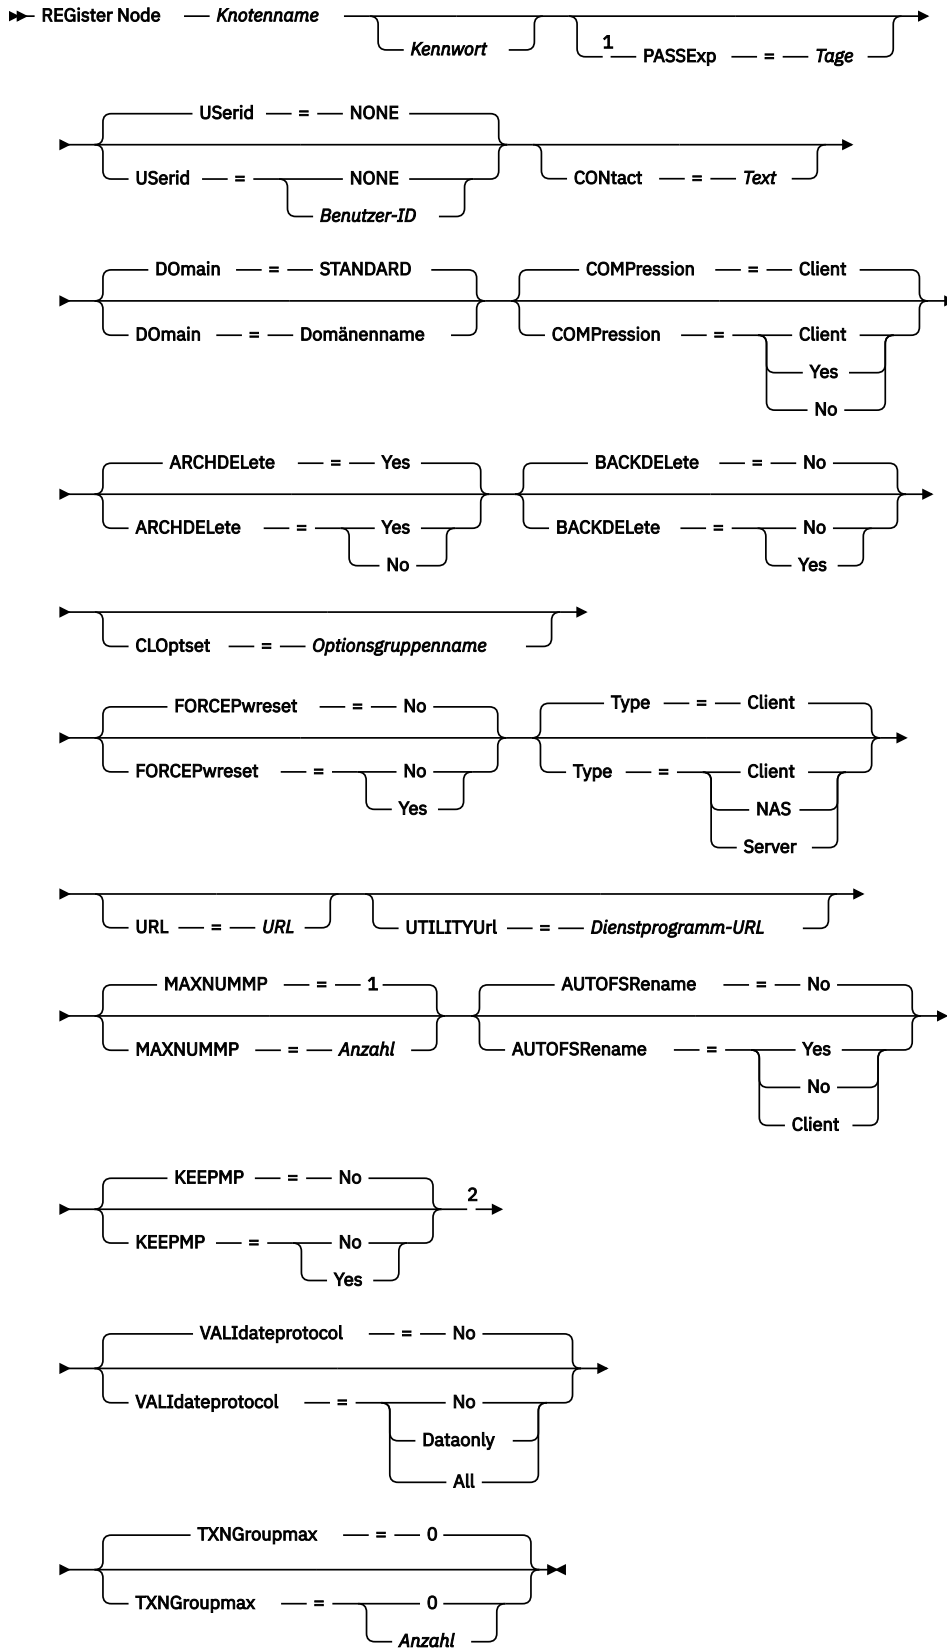 REGister Node Knotenname
Kennwort
1 PASSExp = Tage
USerid = NONE
USerid = NONE
Benutzer-ID
CONtact = Text
DOmain = STANDARD
DOmain = Domänenname
COMPression = Client
COMPression = Client
Yes
No
ARCHDELete = Yes
ARCHDELete = Yes
No
BACKDELete = No
BACKDELete = No
Yes
CLOptset = Optionsgruppenname
FORCEPwreset = No
FORCEPwreset = No
Yes
Type = Client
Type = Client
NAS
Server
URL = URL
UTILITYUrl = Dienstprogramm-URL
MAXNUMMP = 1
MAXNUMMP = Anzahl
AUTOFSRename = No
AUTOFSRename = Yes
No
Client
KEEPMP = No
KEEPMP = No
Yes
2
VALIdateprotocol = No
VALIdateprotocol = No
Dataonly
All
TXNGroupmax = 0
TXNGroupmax = 0
Anzahl